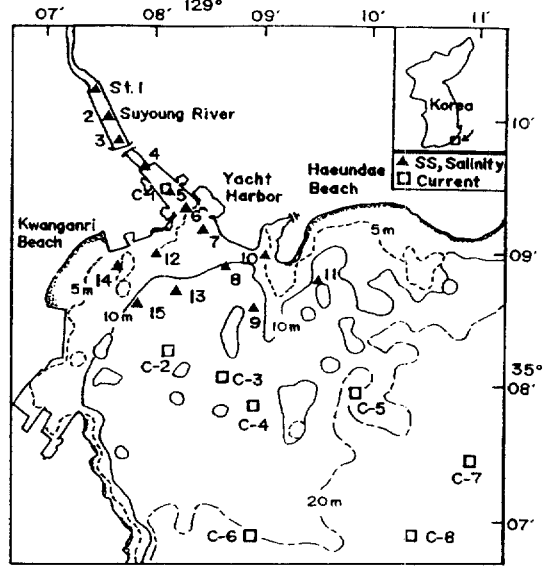 129°
07' 08' 09' 10' 11'
St. 1
2 Suyoung River
3
4
C-1 5
6
7
Yacht
Harbor
Haeundae
Beach
Korea
▲ SS, Salinity
□ Current
10'
Kwanganri
Beach
5m
14
12
10m
15
13
8
9
10
10m
11
5m
09'
C-2
C-3
C-4
C-5
35°
08'
C-7
20m
C-6
C-8
07'